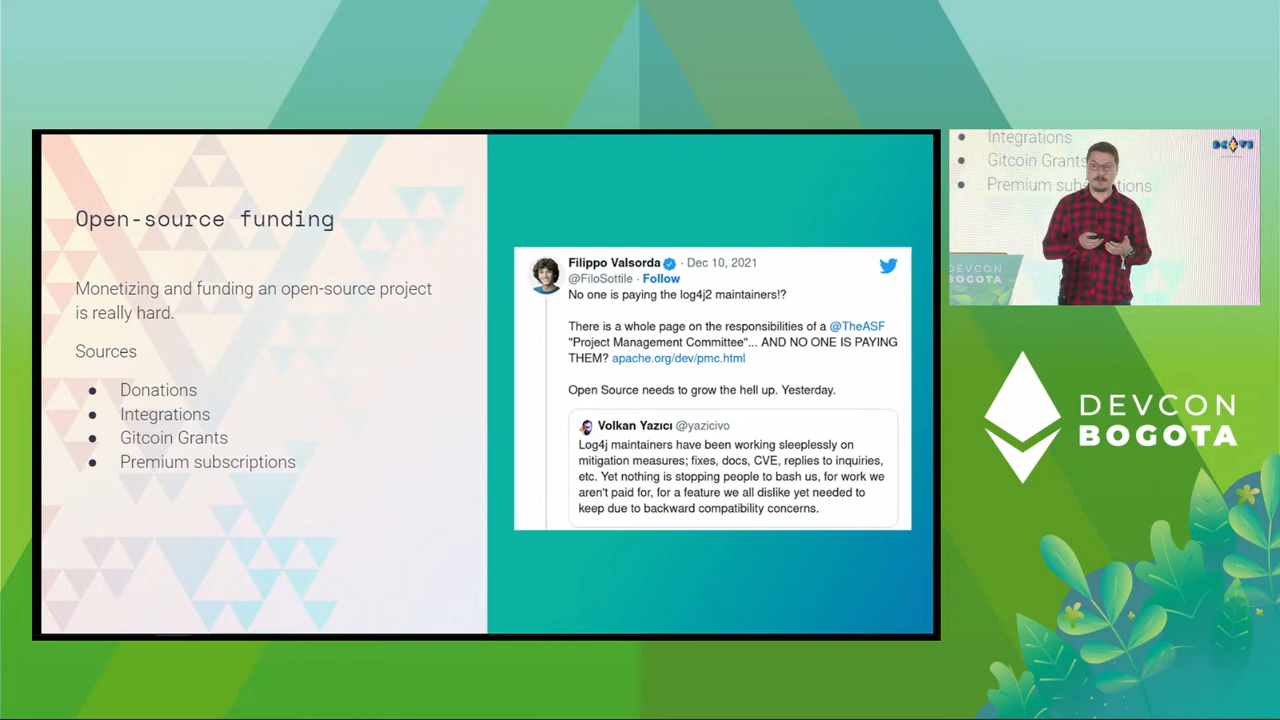 Open-source funding
Monetizing and funding an open-source project
is really hard.
Sources
● Donations
● Integrations
● Gitcoin Grants
● Premium subscriptions
Filippo Valsorda · Dec 10, 2021
@FiloSottile · Follow
No one is paying the log4j2 maintainers!?
There is a whole page on the responsibilities of a @TheASF
"Project Management Committee"... AND NO ONE IS PAYING
THEM? apache.org/dev/pmc.html
Open Source needs to grow the hell up. Yesterday.
Volkan Yazıcı @yazicivo
Log4j maintainers have been working sleeplessly on
mitigation measures; fixes, docs, CVE, replies to inquiries,
etc. Yet nothing is stopping people to bash us, for work we
aren't paid for, for a feature we all dislike yet needed to
keep due to backward compatibility concerns.
● Integrations
● Gitcoin Grants
● Premium subscriptions
DEVCON
BOGOTA
DEVCON
BOGOTA